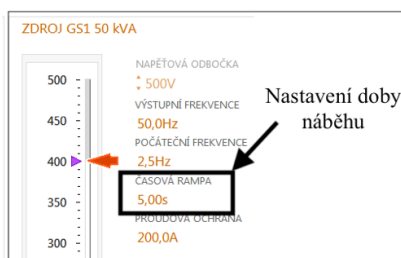 ZDROJ GS1 50 kVA
NAPĚŤOVÁ ODBOČKA
500V
VÝSTUPNÍ FREKVENCE
50,0Hz
POČÁTEČNÍ FREKVENCE
2,5Hz
ČASOVÁ RAMPA
5,00s
PROUDOVÁ OCHRANA
200,0A
500
450
400
350
300
Nastavení doby
náběhu